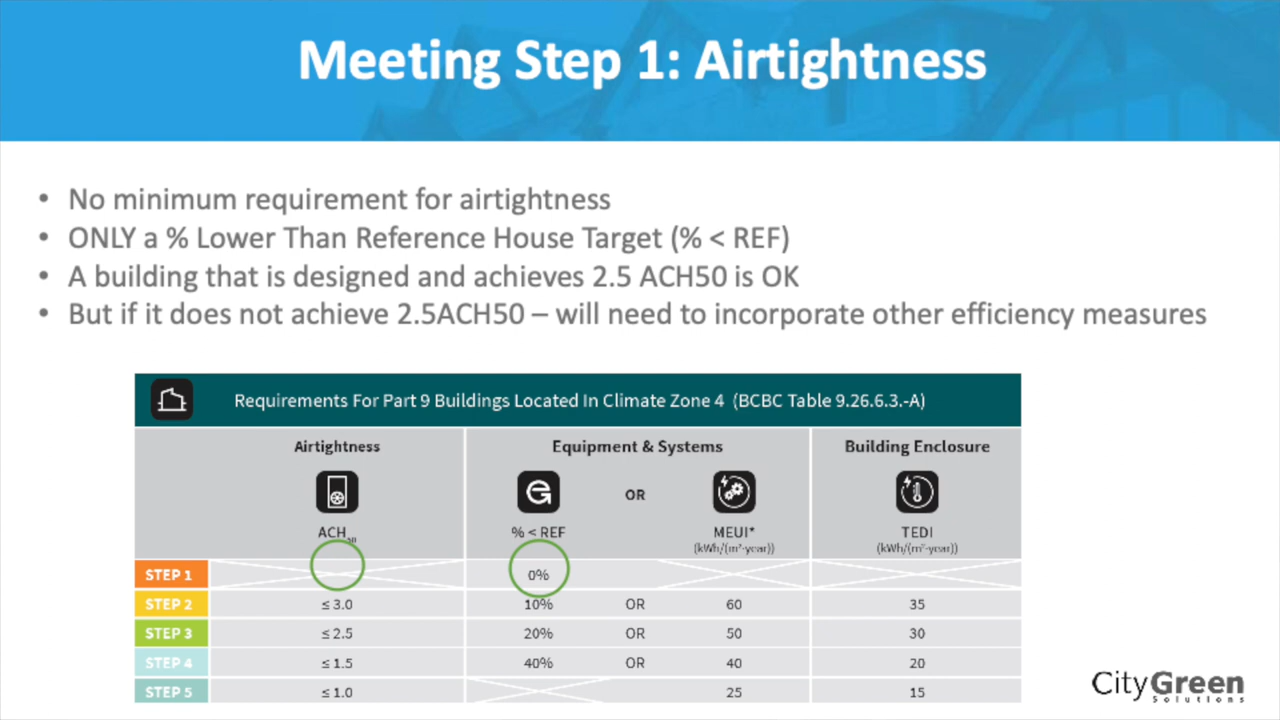 Meeting Step 1: Airtightness
• No minimum requirement for airtightness
• ONLY a % Lower Than Reference House Target (% < REF)
• A building that is designed and achieves 2.5 ACH50 is OK
• But if it does not achieve 2.5ACH50 – will need to incorporate other efficiency measures
Requirements For Part 9 Buildings Located In Climate Zone 4 (BCBC Table 9.26.6.3.-A)
Airtightness Equipment & Systems Building Enclosure
OR
ACH50 % < REF MEUI* TEDI
(kWh/(m²·year)) (kWh/(m²·year))
STEP 1 0%
STEP 2 ≤ 3.0 10% OR 60 35
STEP 3 ≤ 2.5 20% OR 50 30
STEP 4 ≤ 1.5 40% OR 40 20
STEP 5 ≤ 1.0 25 15
CityGreen
Solutions